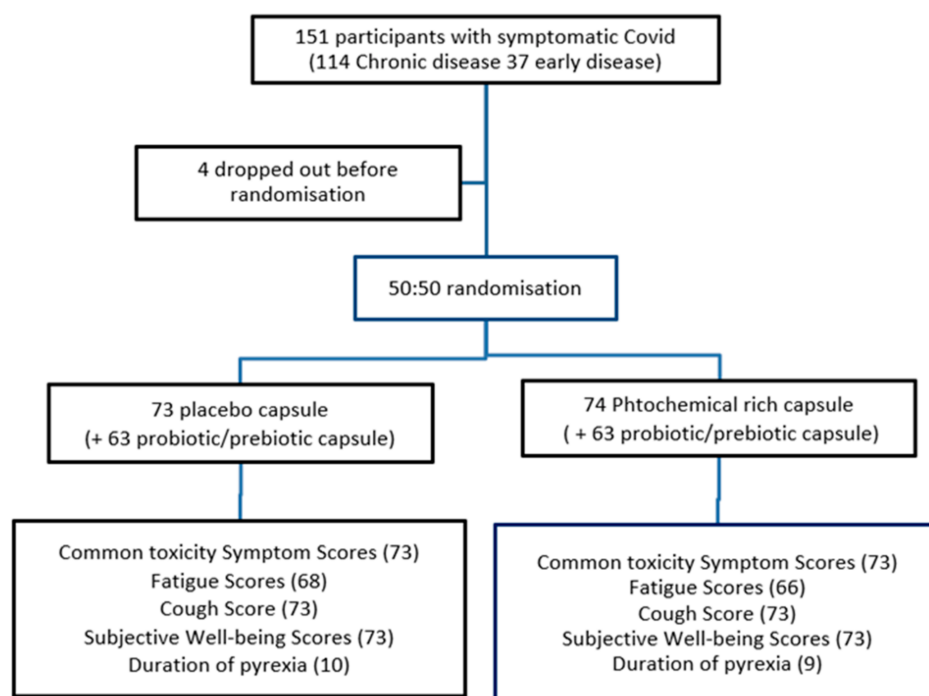 151 participants with symptomatic Covid
(114 Chronic disease 37 early disease)
4 dropped out before
randomisation
50:50 randomisation
73 placebo capsule
(+ 63 probiotic/prebiotic capsule)
74 Phtochemical rich capsule
( + 63 probiotic/prebiotic capsule)
Common toxicity Symptom Scores (73)
Fatigue Scores (68)
Cough Score (73)
Subjective Well-being Scores (73)
Duration of pyrexia (10)
Common toxicity Symptom Scores (73)
Fatigue Scores (66)
Cough Score (73)
Subjective Well-being Scores (73)
Duration of pyrexia (9)